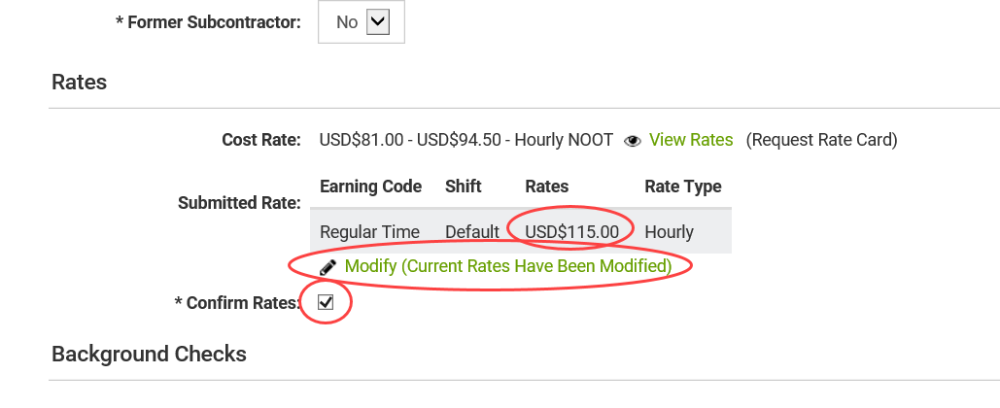 * Former Subcontractor: No
Rates
Cost Rate: USD$81.00 - USD$94.50 - Hourly NOOT View Rates (Request Rate Card)
Earning Code Shift Rates Rate Type
Submitted Rate:
Regular Time Default USD$115.00 Hourly
Modify (Current Rates Have Been Modified)
* Confirm Rates:
Background Checks